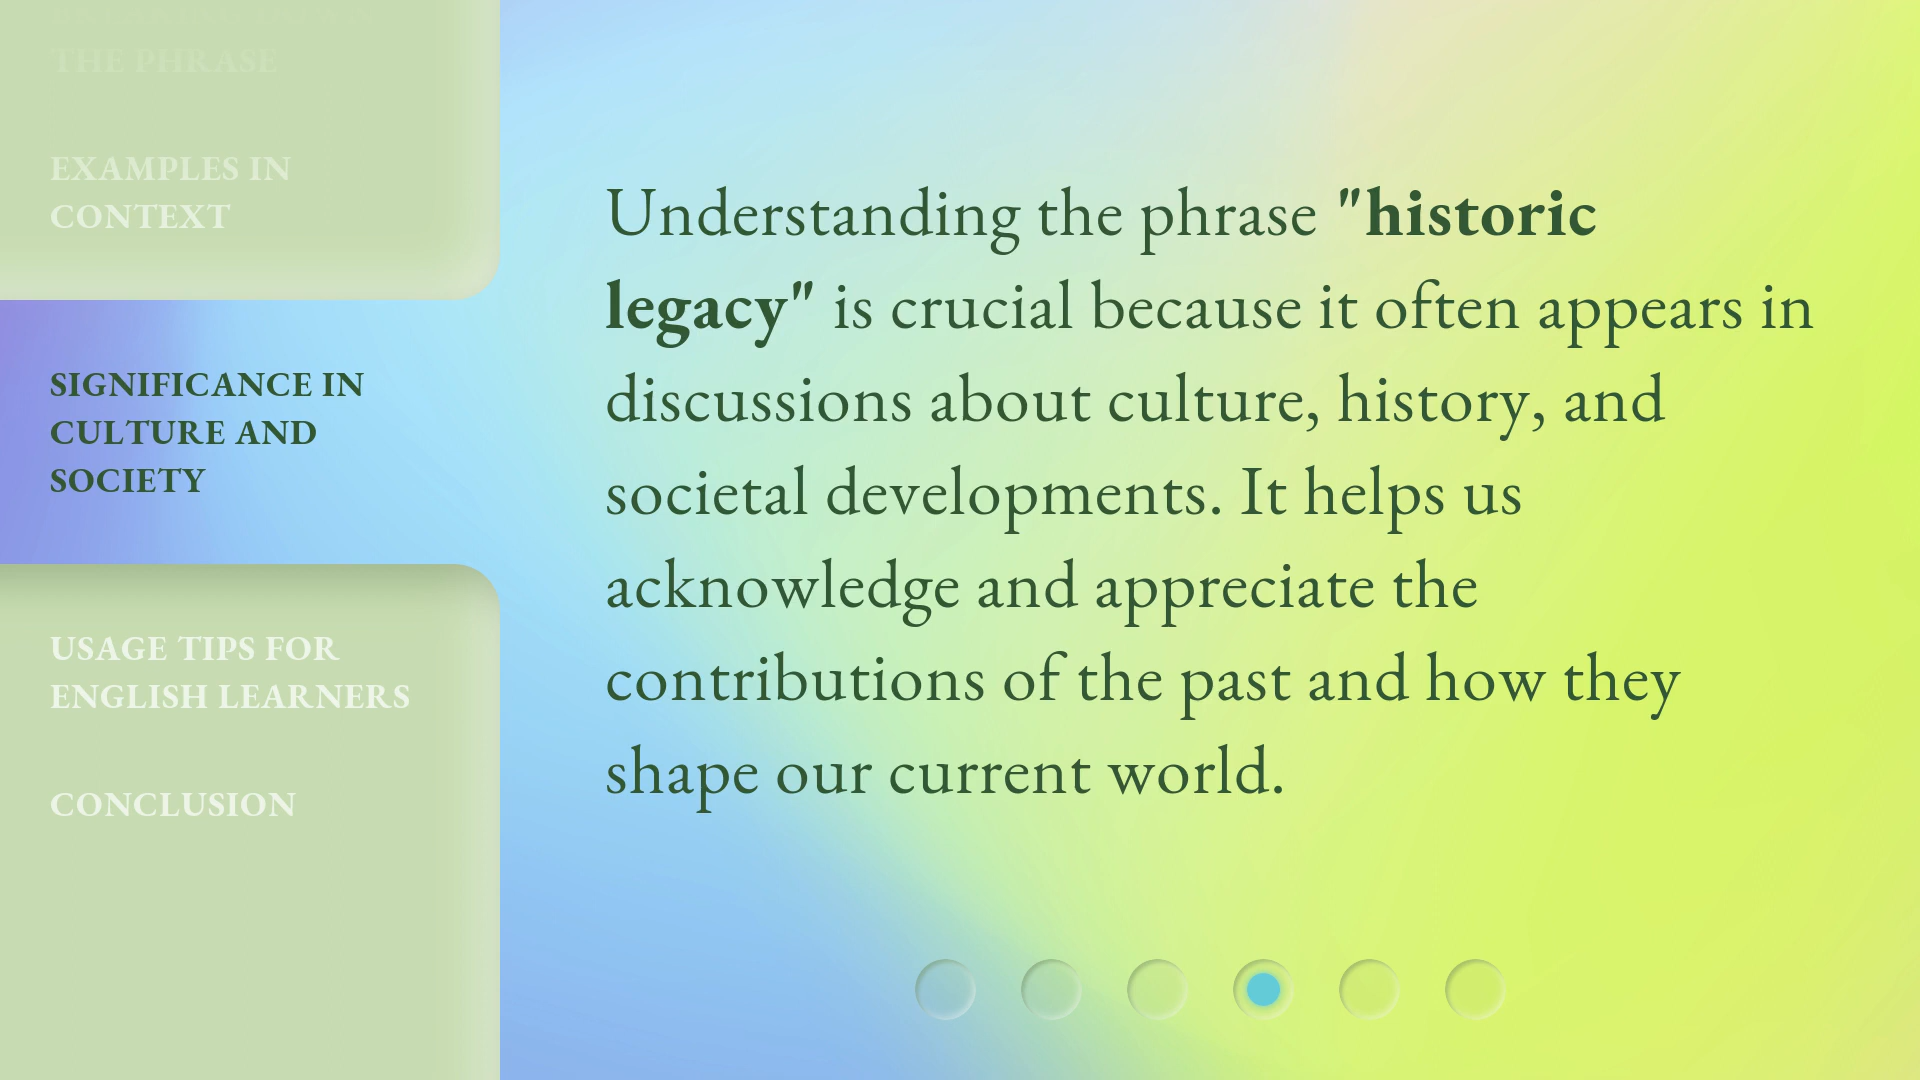 THE PHRASE
EXAMPLES IN
CONTEXT
SIGNIFICANCE IN
CULTURE AND
SOCIETY
USAGE TIPS FOR
ENGLISH LEARNERS
CONCLUSION
Understanding the phrase "historic
legacy" is crucial because it often appears in
discussions about culture, history, and
societal developments. It helps us
acknowledge and appreciate the
contributions of the past and how they
shape our current world.